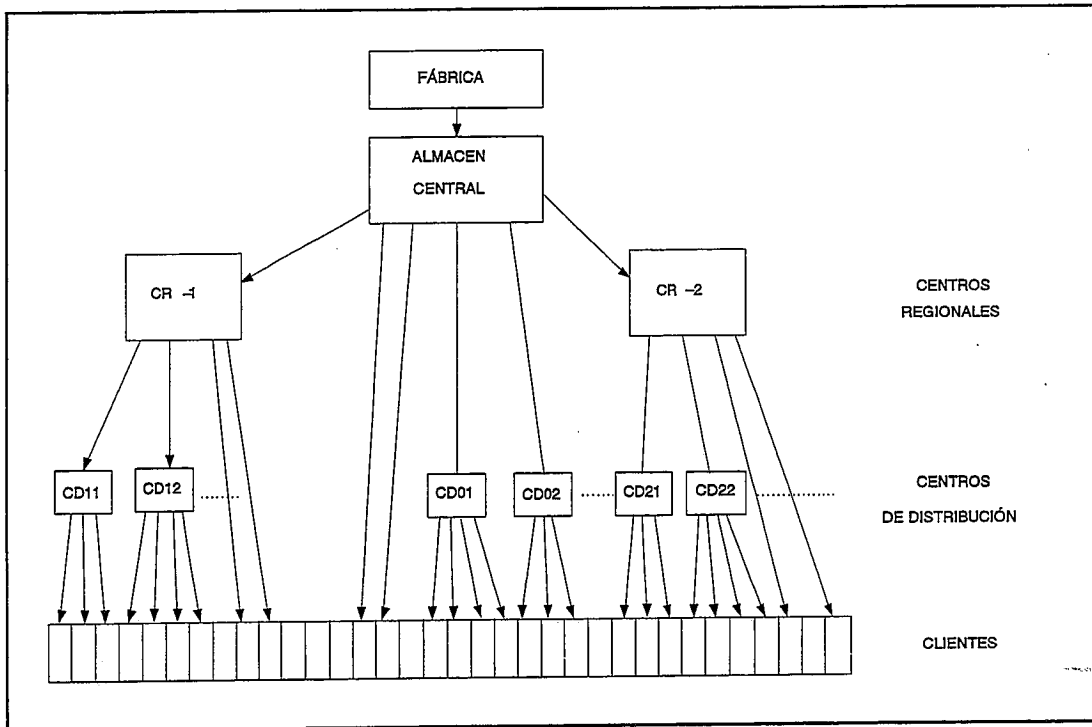 FÁBRICA
ALMACEN
CENTRAL
CR -1
CR -2
CENTROS
REGIONALES
CD11
CD12
CD01
CD02
CD21
CD22
CENTROS
DE DISTRIBUCIÓN
CLIENTES